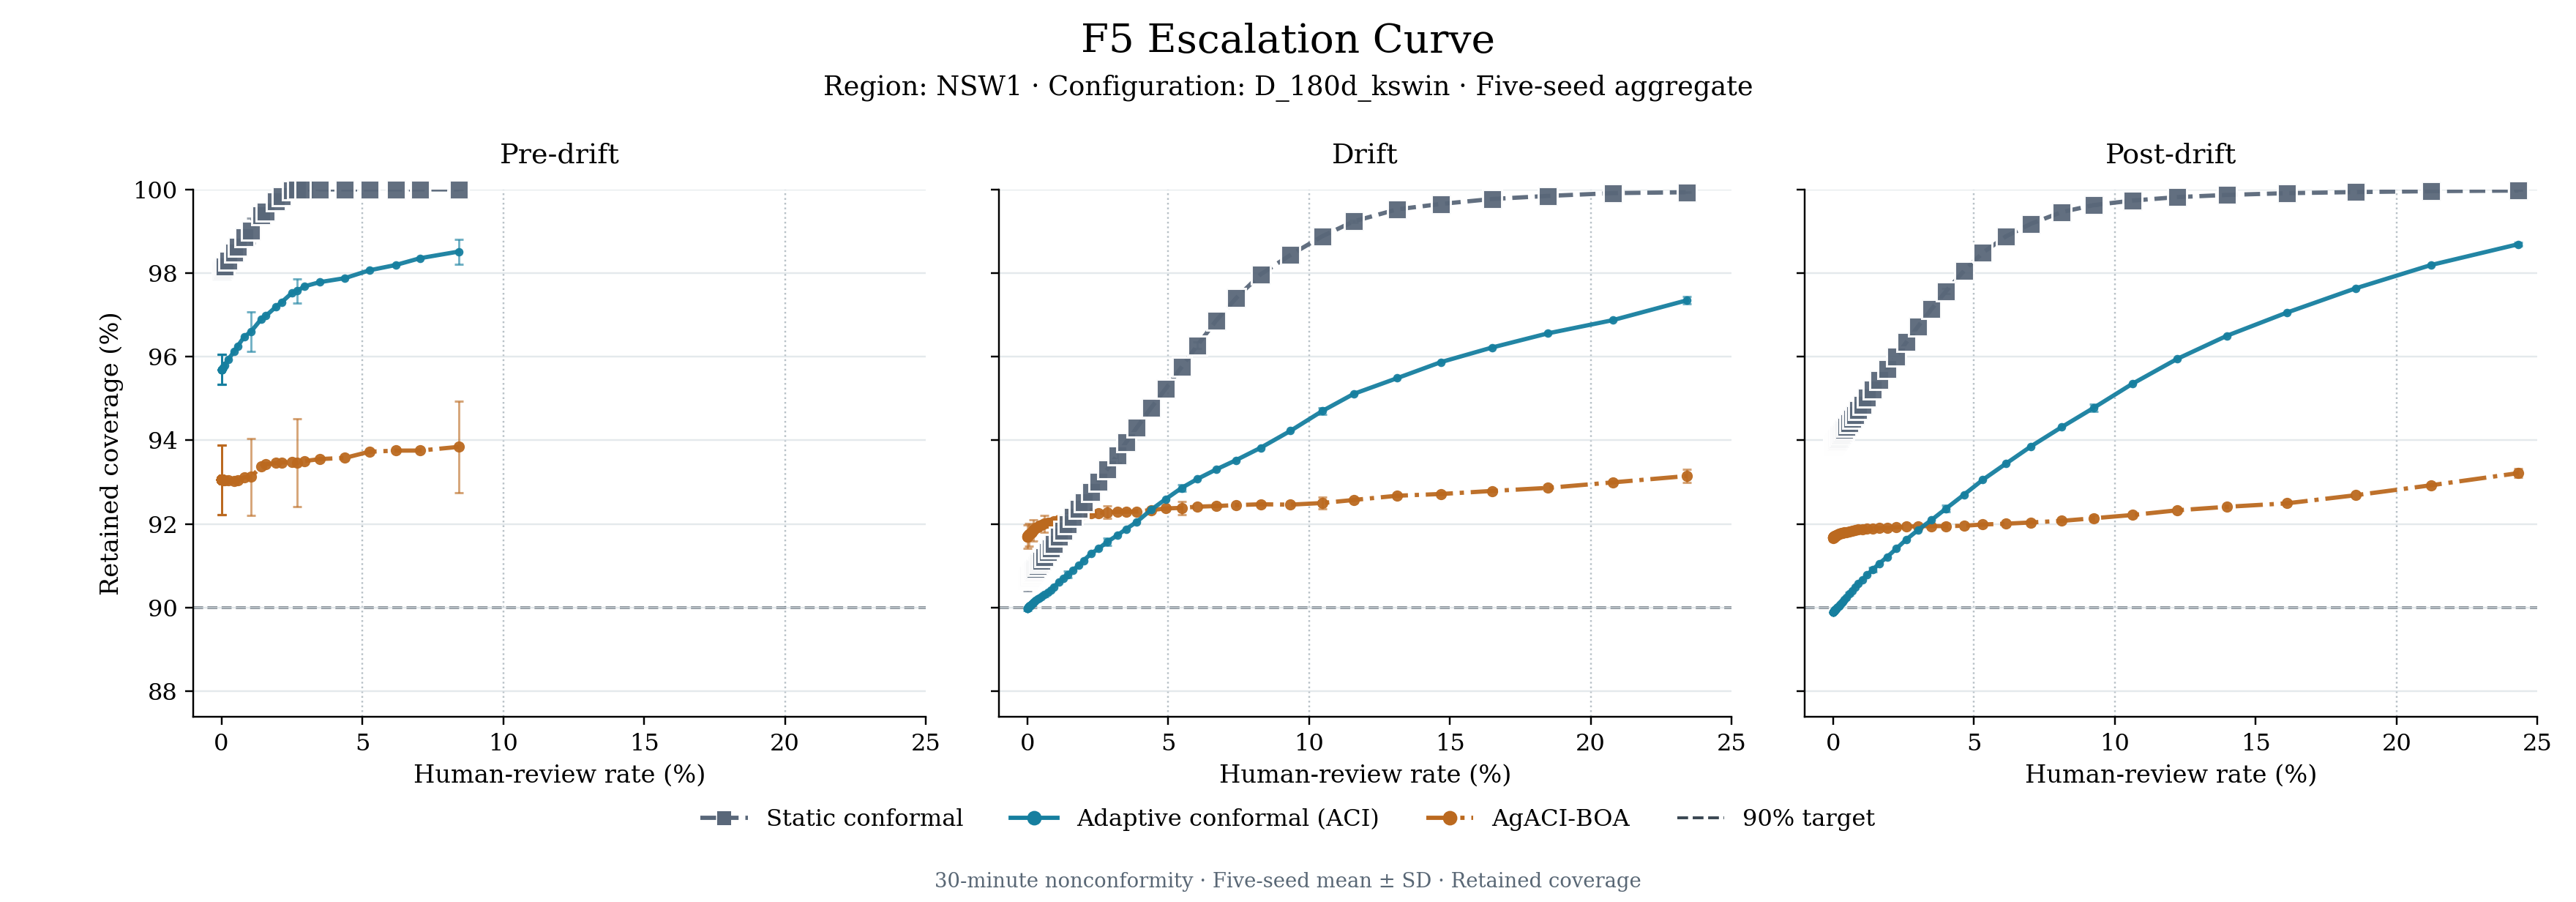 F5 Escalation Curve
Region: NSW1 · Configuration: D_180d_kswin · Five-seed aggregate
Pre-drift
Drift
Post-drift
Retained coverage (%)
100
98
96
94
92
90
88
0 5 10 15 20 25
0 5 10 15 20 25
0 5 10 15 20 25
Human-review rate (%)
Human-review rate (%)
Human-review rate (%)
Static conformal
Adaptive conformal (ACI)
AgACI-BOA
90% target
30-minute nonconformity · Five-seed mean ± SD · Retained coverage